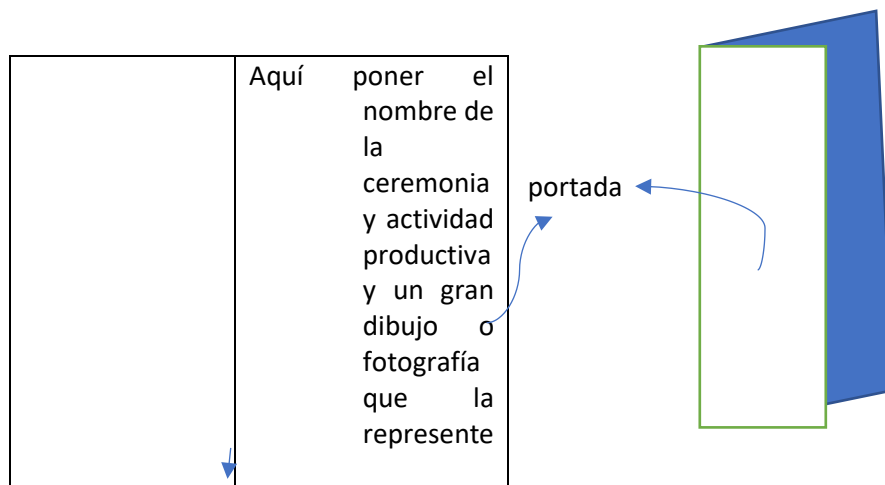 Aquí poner el
nombre de
la
ceremonia
y actividad
productiva
y un gran
dibujo o
fotografía
que la
represente
portada